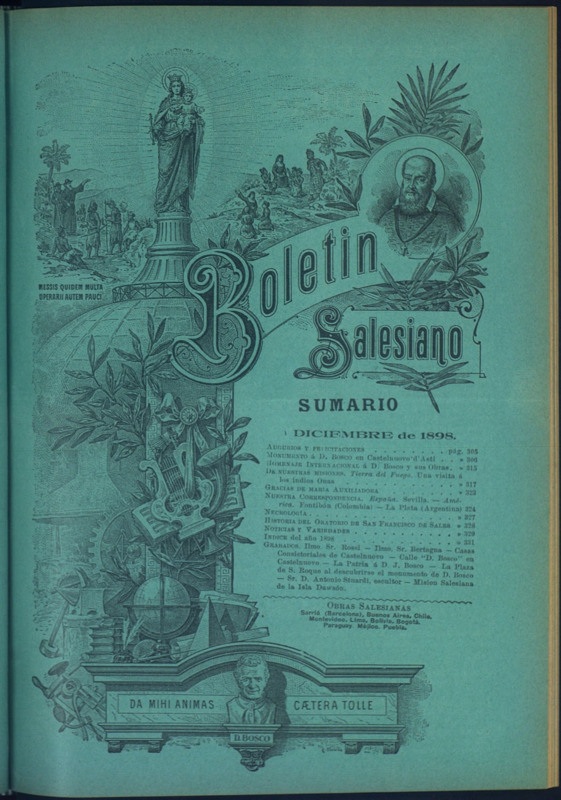 MESSIS QUIDEM MULTA
OPERARII AUTEM PAUCI
Boletin
Salesiano
SUMARIO
DICIEMBRE de 1898.
AUGURIOS Y FELICITACIONES . . . . . . . . pág. 305
MONUMENTO Á D. BOSCO en Castelnuovo d'Asti . . » 306
HOMENAJE INTERNACIONAL Á D. Bosco y sus Obras. » 313
DE NUESTRAS MISIONES. Tierra del Fuego. Una visita á
los indios Onas . . . . . . . . » 317
GRACIAS DE MARIA AUXILIADORA . . . . . . » 323
NUESTRA CORRESPONDENCIA. España. Sevilla. — Amé-
rica. Fontibón (Colombia) — La Plata (Argentina) 324
NECROLOGÍA . . . . . . . . » 327
HISTORIA DEL ORATORIO DE SAN FRANCISCO DE SALES » 328
NOTICIAS Y VARIEDADES . . . . . . . . » 329
INDICE del año 1898 . . . . . . . . » 331
GRABADOS. Ilmo. Sr. Rossi — Ilmo. Sr. Bertagna — Casas
Consistoriales de Castelnuovo — Calle "D. Bosco" en
Castelnuovo — La Patria á D. J. Bosco — La Plaza
de S. Roque al descubrirse el monumento de D. Bosco
— Sr. D. Antonio Stuardi, escultor — Mision Salesiana
de la Isla Dawson.
OBRAS SALESIANAS
Sarriá (Barcelona), Buenos Aires, Chile,
Montevideo, Lima, Bolivia, Bogotá,
Paraguay, Méjico, Puebla.
DA MIHI ANIMAS CÆTERA TOLLE
D. BOSCO